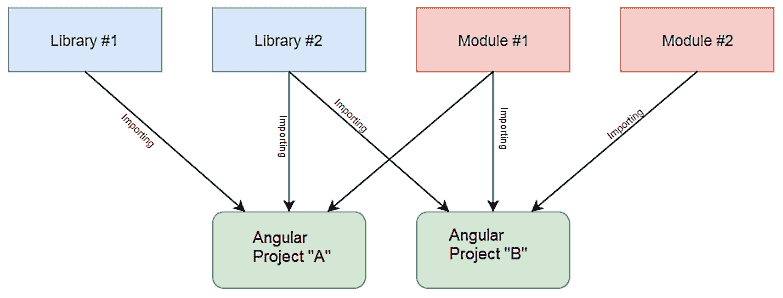 Library #1
Library #2
Module #1
Module #2
Importing
Importing
Importing
Importing
Importing
Angular
Project "A"
Angular
Project "B"